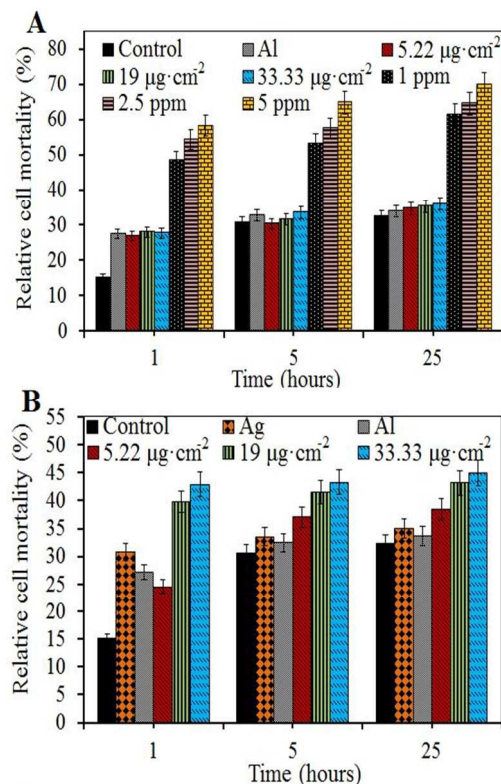 A
Relative cell mortality (%)
80
70
60
50
40
30
20
10
0
Control Al 5.22 µg·cm-2
19 µg·cm-2 33.33 µg·cm-2 1 ppm
2.5 ppm 5 ppm
1 5 25
Time (hours)
B
Relative cell mortality (%)
55
50
45
40
35
30
25
20
15
10
5
0
Control Ag Al
5.22 µg·cm-2 19 µg·cm-2 33.33 µg·cm-2
1 5 25
Time (hours)